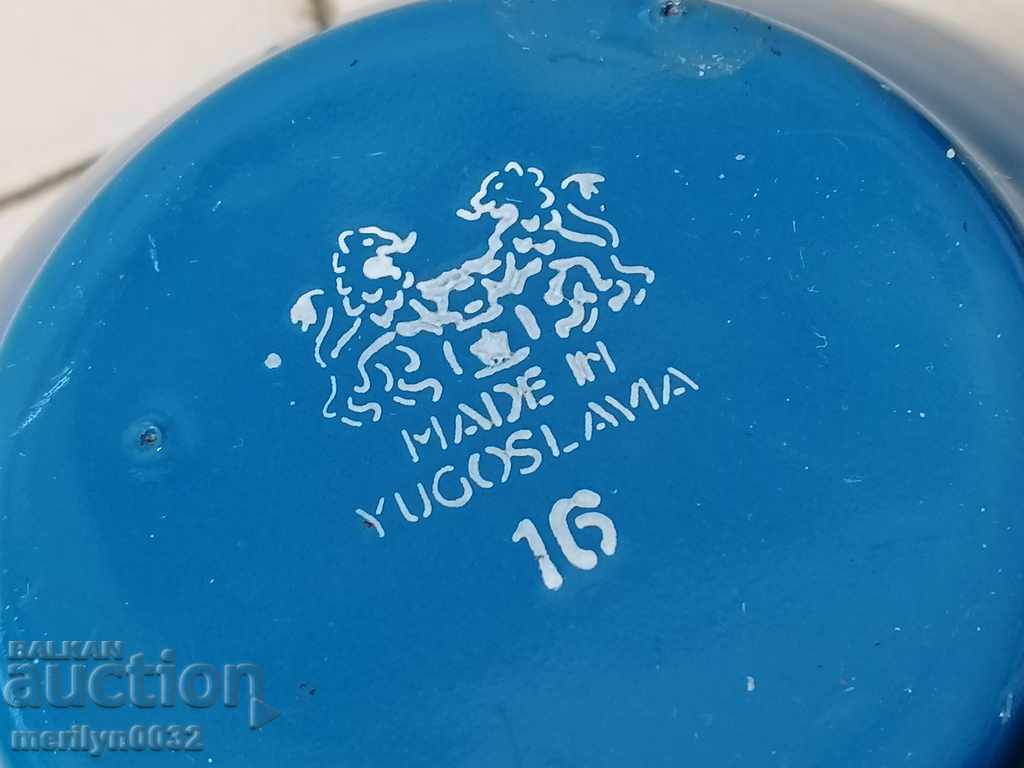 MADE IN
YUGOSLAVIA
16
BALKAN
auction
merilyn0032